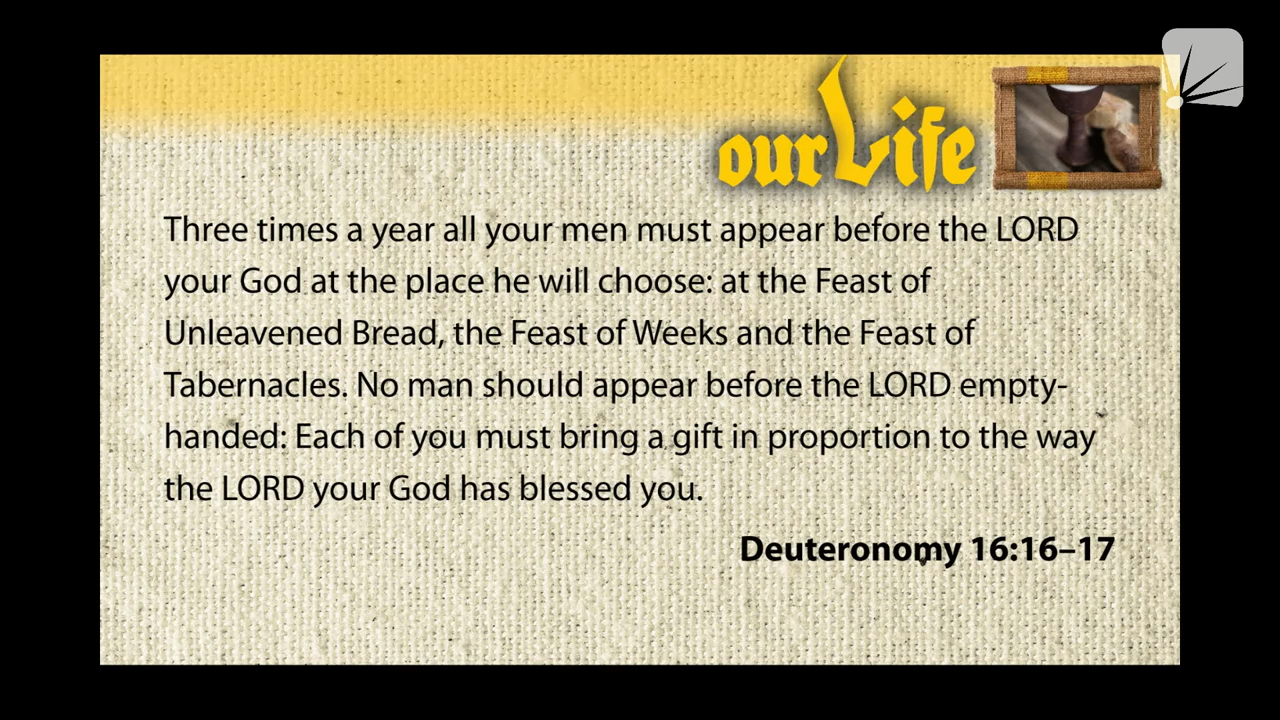 our Life
Three times a year all your men must appear before the LORD
your God at the place he will choose: at the Feast of
Unleavened Bread, the Feast of Weeks and the Feast of
Tabernacles. No man should appear before the LORD empty-
handed: Each of you must bring a gift in proportion to the way
the LORD your God has blessed you.
Deuteronomy 16:16–17